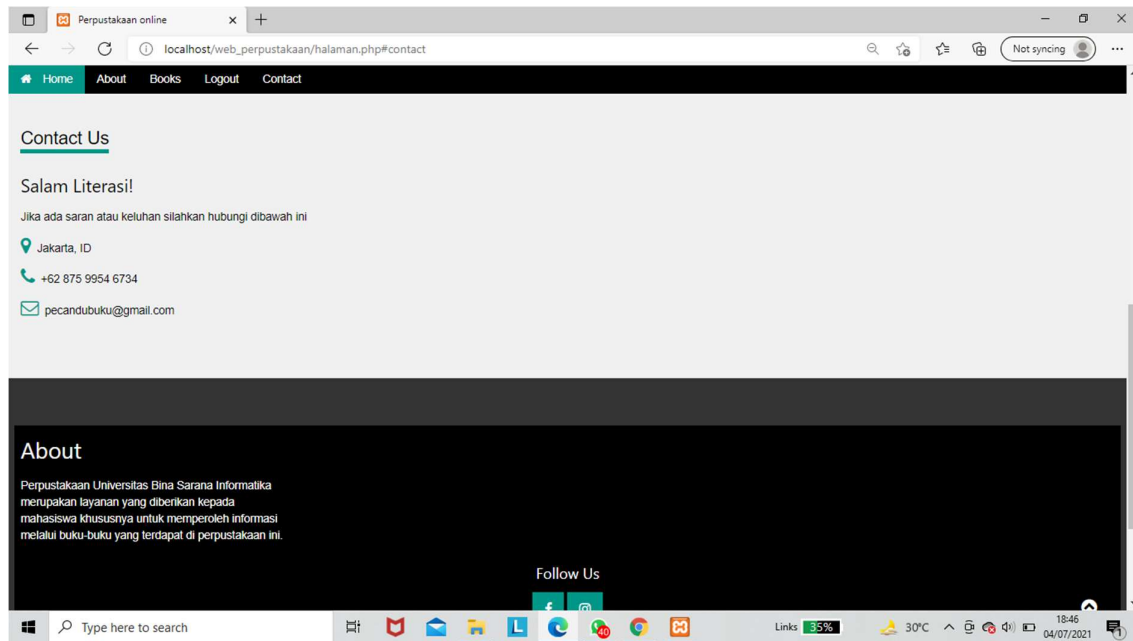 Perpustakaan online
localhost/web_perpustakaan/halaman.php#contact
Not syncing
Home About Books Logout Contact
Contact Us
Salam Literasi!
Jika ada saran atau keluhan silahkan hubungi dibawah ini
Jakarta, ID
+62 875 9954 6734
pecandubuku@gmail.com
About
Perpustakaan Universitas Bina Sarana Informatika
merupakan layanan yang diberikan kepada
mahasiswa khususnya untuk memperoleh informasi
melalui buku-buku yang terdapat di perpustakaan ini.
Follow Us
Type here to search
L
40
Links 35%
30°C
18:46
04/07/2021
1